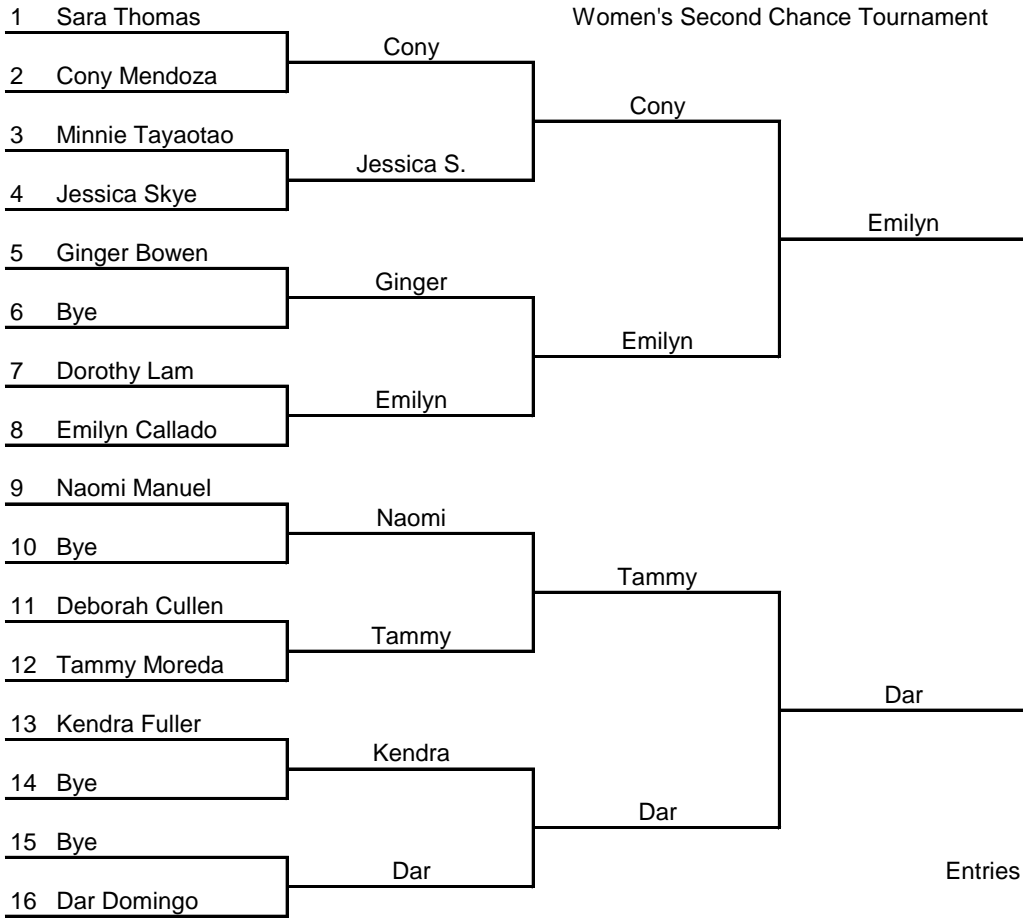 1 Sara Thomas
Women's Second Chance Tournament
Cony
2 Cony Mendoza
Cony
3 Minnie Tayaotao
Jessica S.
4 Jessica Skye
Emilyn
5 Ginger Bowen
Ginger
6 Bye
Emilyn
7 Dorothy Lam
Emilyn
8 Emilyn Callado
9 Naomi Manuel
Naomi
10 Bye
Tammy
11 Deborah Cullen
Tammy
12 Tammy Moreda
Dar
13 Kendra Fuller
Kendra
14 Bye
Dar
15 Bye
Dar
Entries
16 Dar Domingo